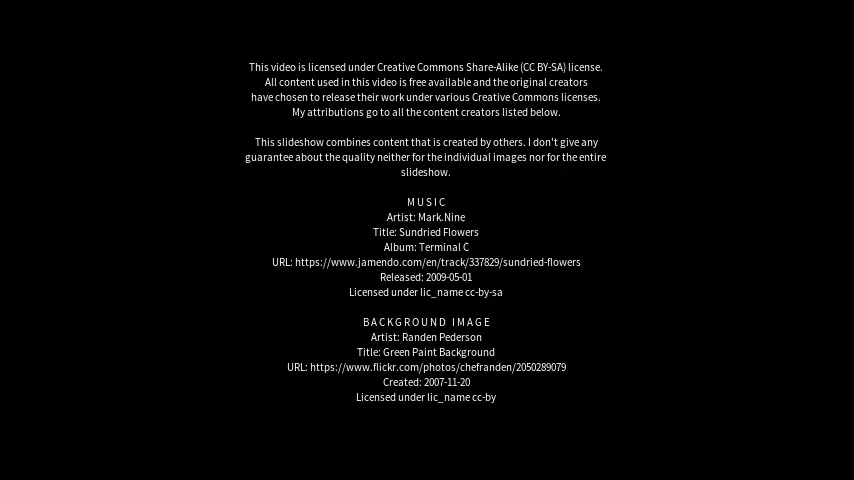 This video is licensed under Creative Commons Share-Alike (CC BY-SA) license.
All content used in this video is free available and the original creators
have chosen to release their work under various Creative Commons licenses.
My attributions go to all the content creators listed below.
This slideshow combines content that is created by others. I don't give any
guarantee about the quality neither for the individual images nor for the entire
slideshow.
M U S I C
Artist: Mark.Nine
Title: Sundried Flowers
Album: Terminal C
URL: https://www.jamendo.com/en/track/337829/sundried-flowers
Released: 2009-05-01
Licensed under lic_name cc-by-sa
B A C K G R O U N D   I M A G E
Artist: Randen Pederson
Title: Green Paint Background
URL: https://www.flickr.com/photos/chefranden/2050289079
Created: 2007-11-20
Licensed under lic_name cc-by